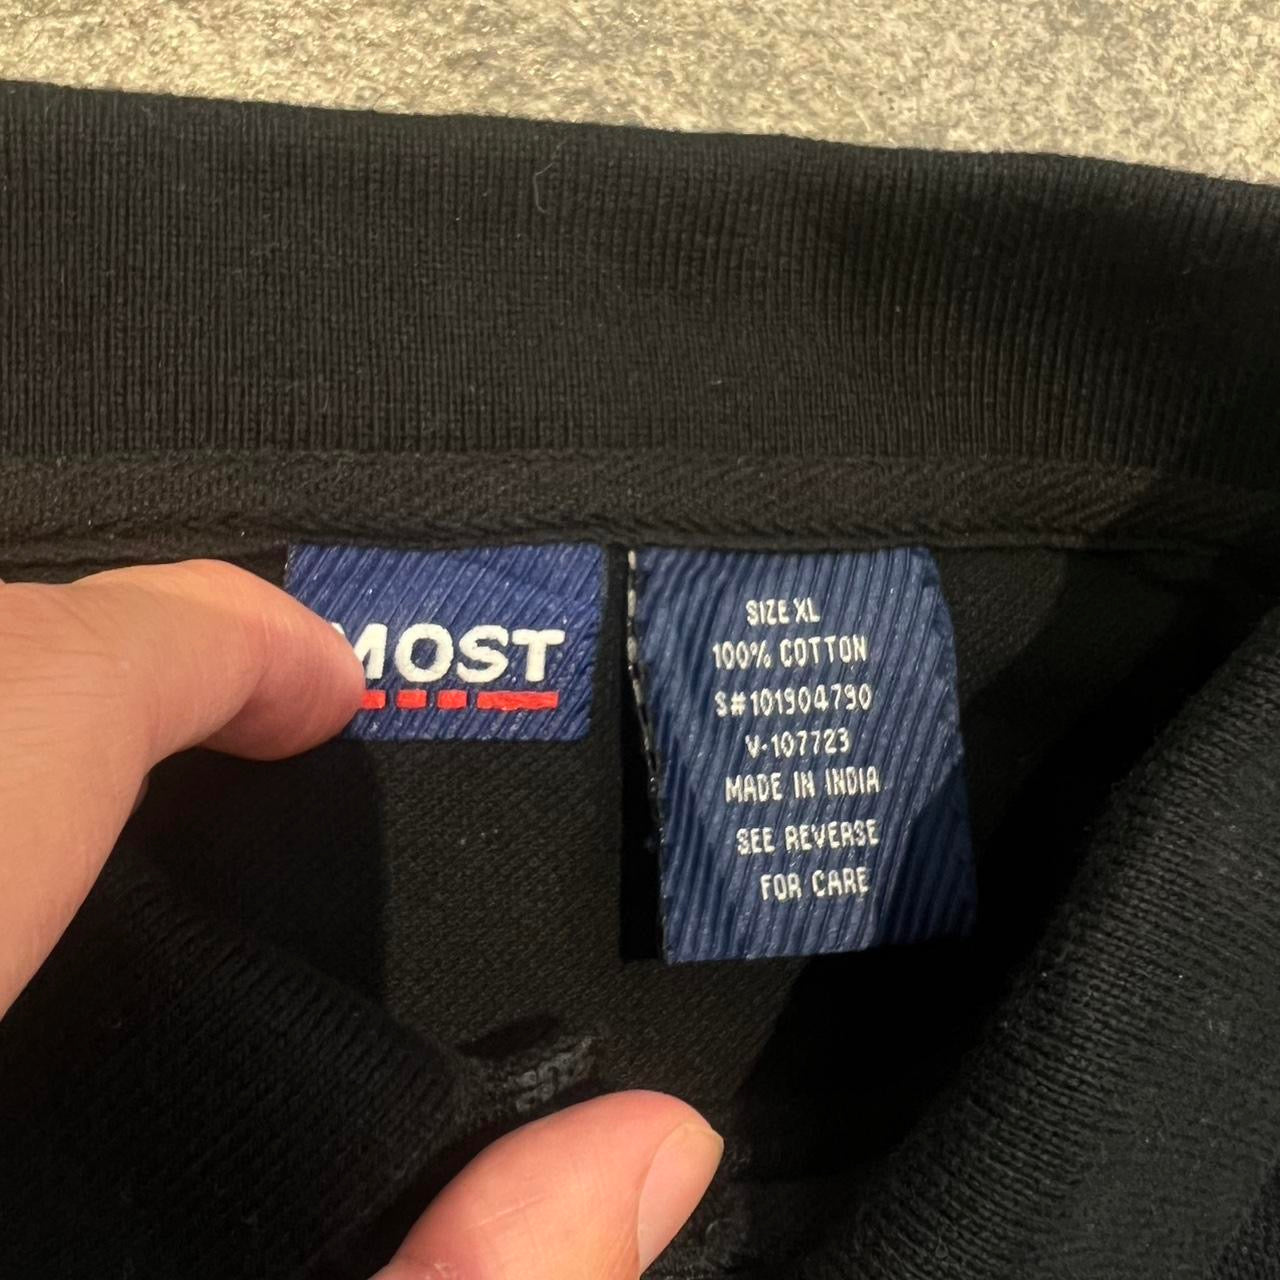 MOST
SIZE XL
100% COTTON
S#101904790
V-107723
MADE IN INDIA
SEE REVERSE
FOR CARE